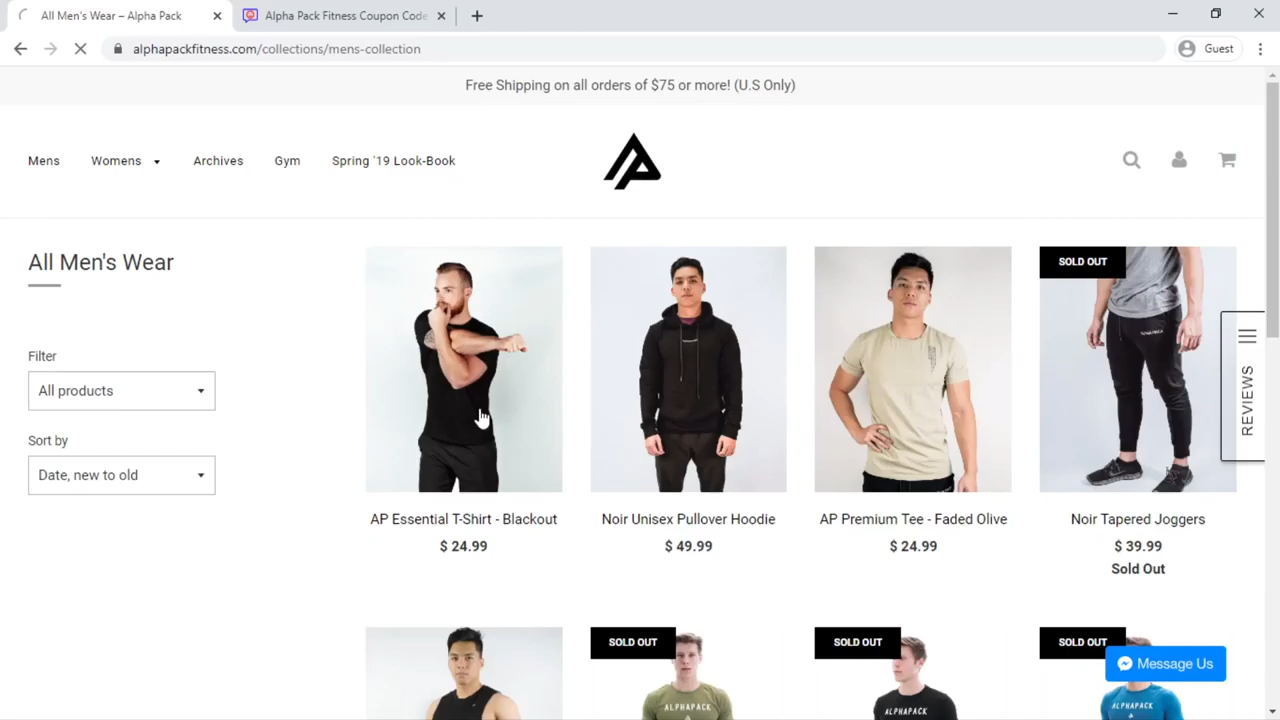 All Men's Wear – Alpha Pack
Alpha Pack Fitness Coupon Code
alphapackfitness.com/collections/mens-collection
Guest
Free Shipping on all orders of $75 or more! (U.S Only)
Mens
Womens
Archives
Gym
Spring '19 Look-Book
All Men's Wear
Filter
All products
Sort by
Date, new to old
SOLD OUT
REVIEWS
AP Essential T-Shirt - Blackout
$ 24.99
Noir Unisex Pullover Hoodie
$ 49.99
AP Premium Tee - Faded Olive
$ 24.99
Noir Tapered Joggers
$ 39.99
Sold Out
SOLD OUT
SOLD OUT
SOLD OUT
ALPHAPACK
ALPHAPACK
ALPHAPACK
Message Us